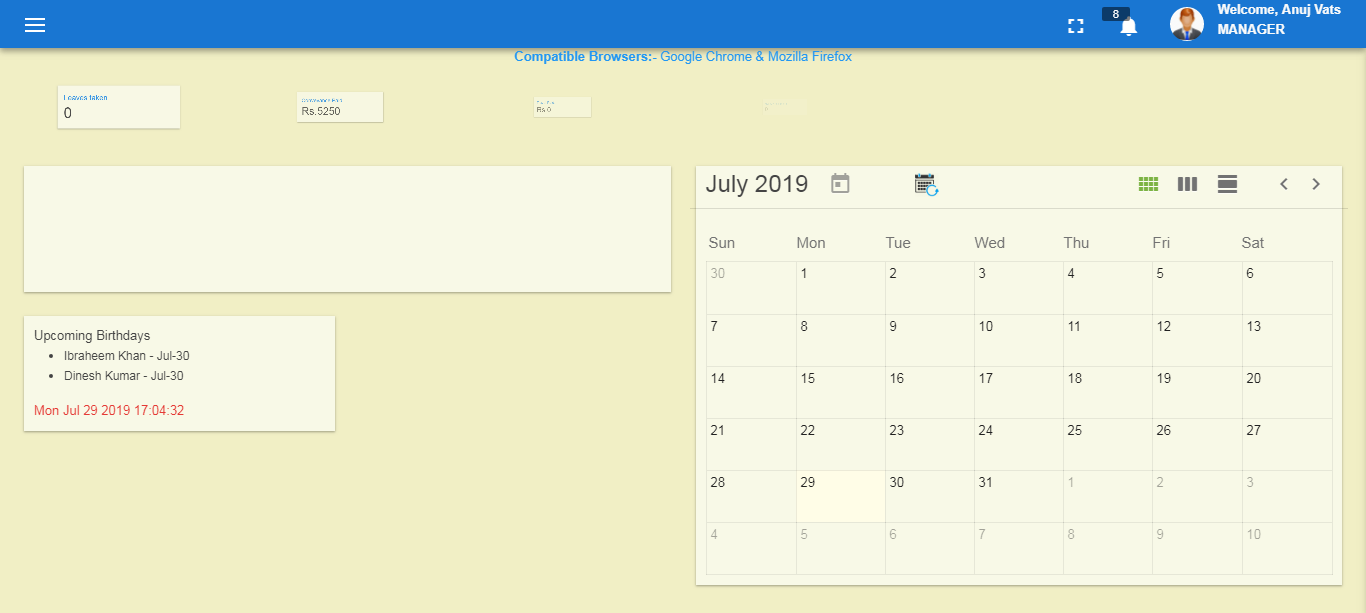 8
Welcome, Anuj Vats
MANAGER
Compatible Browsers:- Google Chrome & Mozilla Firefox
Leaves taken
0
Conveyance Paid
Rs.5250
Rs.0
July 2019
Sun Mon Tue Wed Thu Fri Sat
30 1 2 3 4 5 6
7 8 9 10 11 12 13
14 15 16 17 18 19 20
21 22 23 24 25 26 27
28 29 30 31 1 2 3
4 5 6 7 8 9 10
Upcoming Birthdays
Ibraheem Khan - Jul-30
Dinesh Kumar - Jul-30
Mon Jul 29 2019 17:04:32